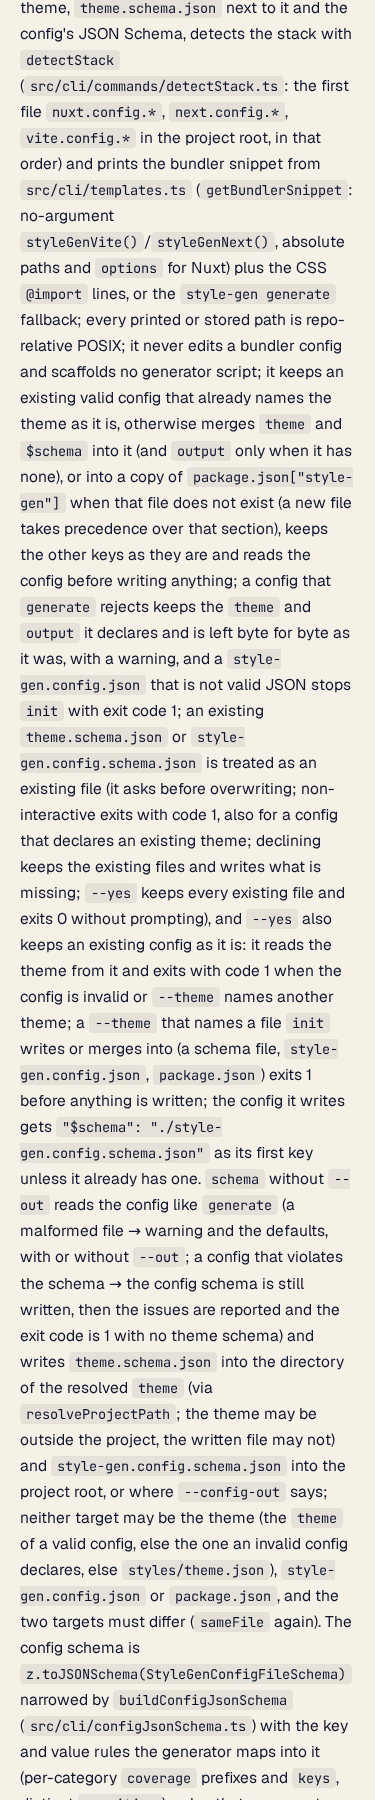 theme, theme.schema.json next to it and the
config's JSON Schema, detects the stack with
detectStack
(src/cli/commands/detectStack.ts: the first
file nuxt.config.*, next.config.*,
vite.config.* in the project root, in that
order) and prints the bundler snippet from
src/cli/templates.ts (getBundlerSnippet:
no-argument
styleGenVite()/styleGenNext(), absolute
paths and options for Nuxt) plus the CSS
@import lines, or the style-gen generate
fallback; every printed or stored path is repo-
relative POSIX; it never edits a bundler config
and scaffolds no generator script; it keeps an
existing valid config that already names the
theme as it is, otherwise merges theme and
$schema into it (and output only when it has
none), or into a copy of package.json["style-
gen"] when that file does not exist (a new file
takes precedence over that section), keeps
the other keys as they are and reads the
config before writing anything; a config that
generate rejects keeps the theme and
output it declares and is left byte for byte as
it was, with a warning, and a style-
gen.config.json that is not valid JSON stops
init with exit code 1; an existing
theme.schema.json or style-
gen.config.schema.json is treated as an
existing file (it asks before overwriting; non-
interactive exits with code 1, also for a config
that declares an existing theme; declining
keeps the existing files and writes what is
missing; --yes keeps every existing file and
exits 0 without prompting), and --yes also
keeps an existing config as it is: it reads the
theme from it and exits with code 1 when the
config is invalid or --theme names another
theme; a --theme that names a file init
writes or merges into (a schema file, style-
gen.config.json, package.json) exits 1
before anything is written; the config it writes
gets "$schema": "./style-
gen.config.schema.json" as its first key
unless it already has one. schema without --
out reads the config like generate (a
malformed file → warning and the defaults,
with or without --out; a config that violates
the schema → the config schema is still
written, then the issues are reported and the
exit code is 1 with no theme schema) and
writes theme.schema.json into the directory
of the resolved theme (via
resolveProjectPath; the theme may be
outside the project, the written file may not)
and style-gen.config.schema.json into the
project root, or where --config-out says;
neither target may be the theme (the theme
of a valid config, else the one an invalid config
declares, else styles/theme.json), style-
gen.config.json or package.json, and the
two targets must differ (sameFile again). The
config schema is
z.toJSONSchema(StyleGenConfigFileSchema)
narrowed by buildConfigJsonSchema
(src/cli/configJsonSchema.ts) with the key
and value rules the generator maps into it
(per-category coverage prefixes and keys,